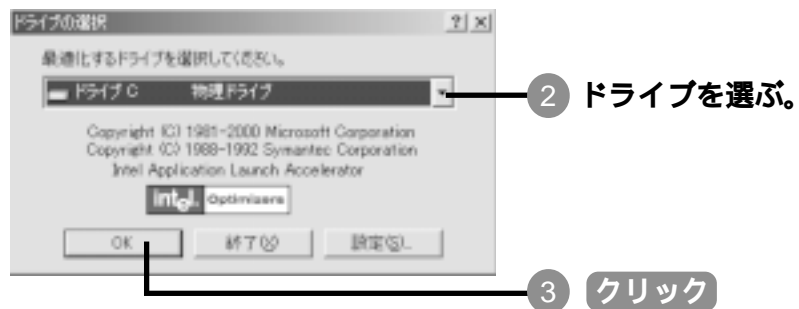 ドライブの選択
最適化するドライブを選択してください。
ドライブ C 物理ドライブ
2 ドライブを選ぶ。
Copyright (C) 1981-2000 Microsoft Corporation
Copyright (C) 1988-1992 Symantec Corporation
Intel Application Launch Accelerator
intel. Optimizers
OK 終了(X) 設定(S)...
3 クリック